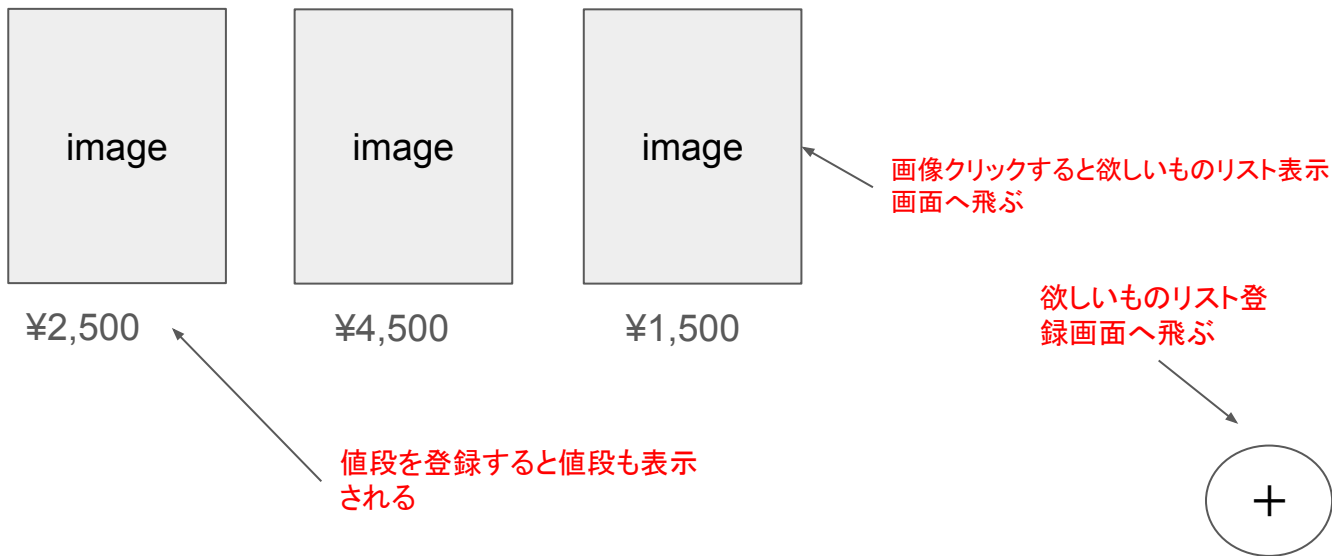 image
image
image
画像クリックすると欲しいものリスト表示
画面へ飛ぶ
¥2,500
¥4,500
¥1,500
欲しいものリスト登
録画面へ飛ぶ
値段を登録すると値段も表示
される
+